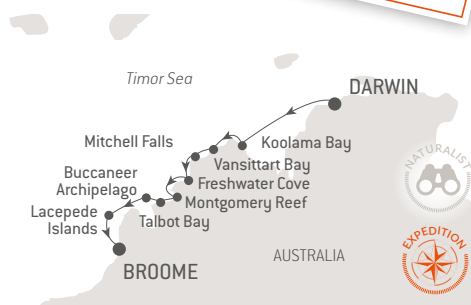 Timor Sea
DARWIN
Mitchell Falls
Koolama Bay
Vansittart Bay
Buccaneer
Archipelago
Freshwater Cove
Montgomery Reef
Lacepede
Islands
Talbot Bay
BROOME
AUSTRALIA
NATURALIST
EXPEDITION